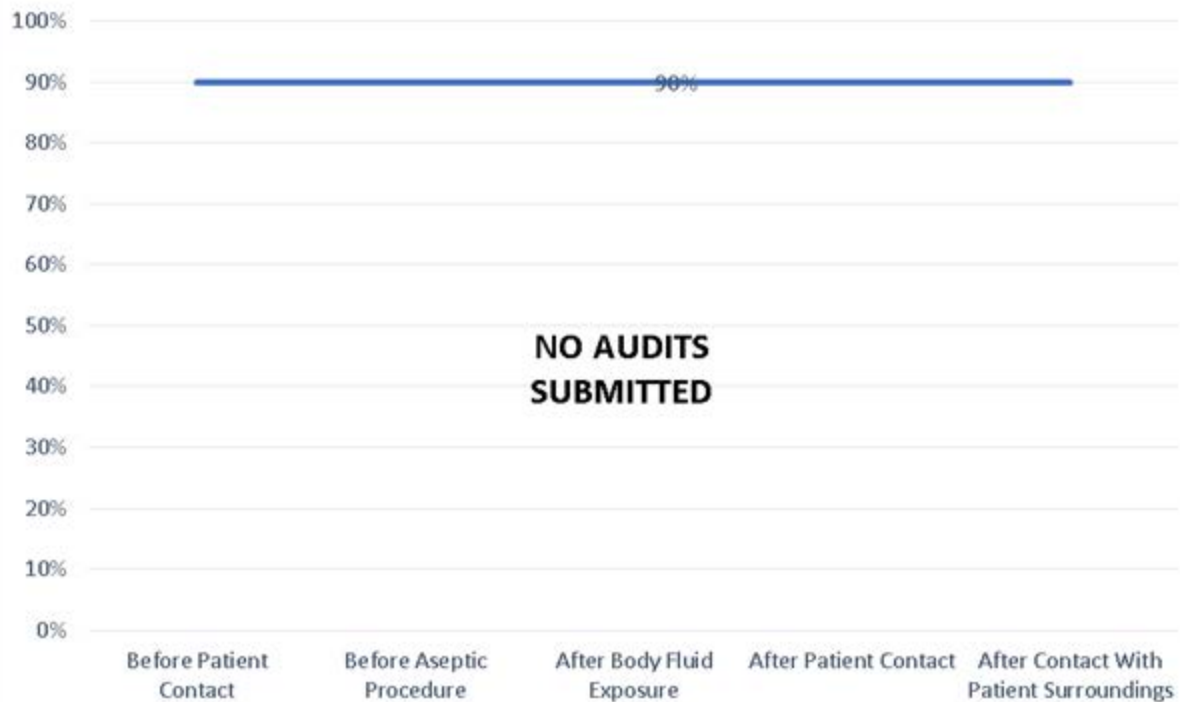 100%
90%
90%
80%
70%
60%
50%
NO AUDITS
40%
SUBMITTED
30%
20%
10%
0%
Before Patient Contact
Before Aseptic Procedure
After Body Fluid Exposure
After Patient Contact
After Contact With Patient Surroundings